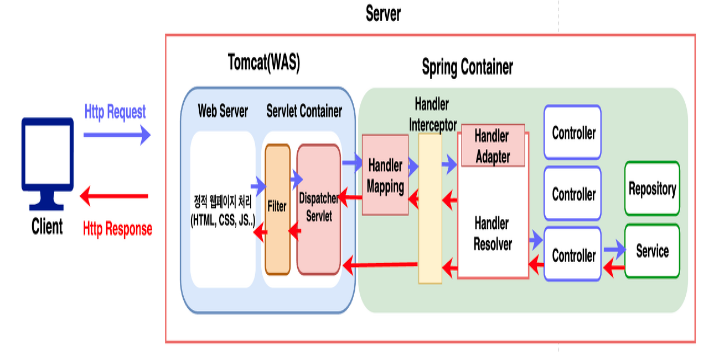 Server
Tomcat(WAS)
Spring Container
Web Server
Servlet Container
Handler
Interceptor
Http Request
Http Response
Client
정적 웹페이지 처리
(HTML, CSS, JS..)
Filter
Dispatcher
Servlet
Handler
Mapping
Handler
Adapter
Handler
Resolver
Controller
Controller
Controller
Repository
Service